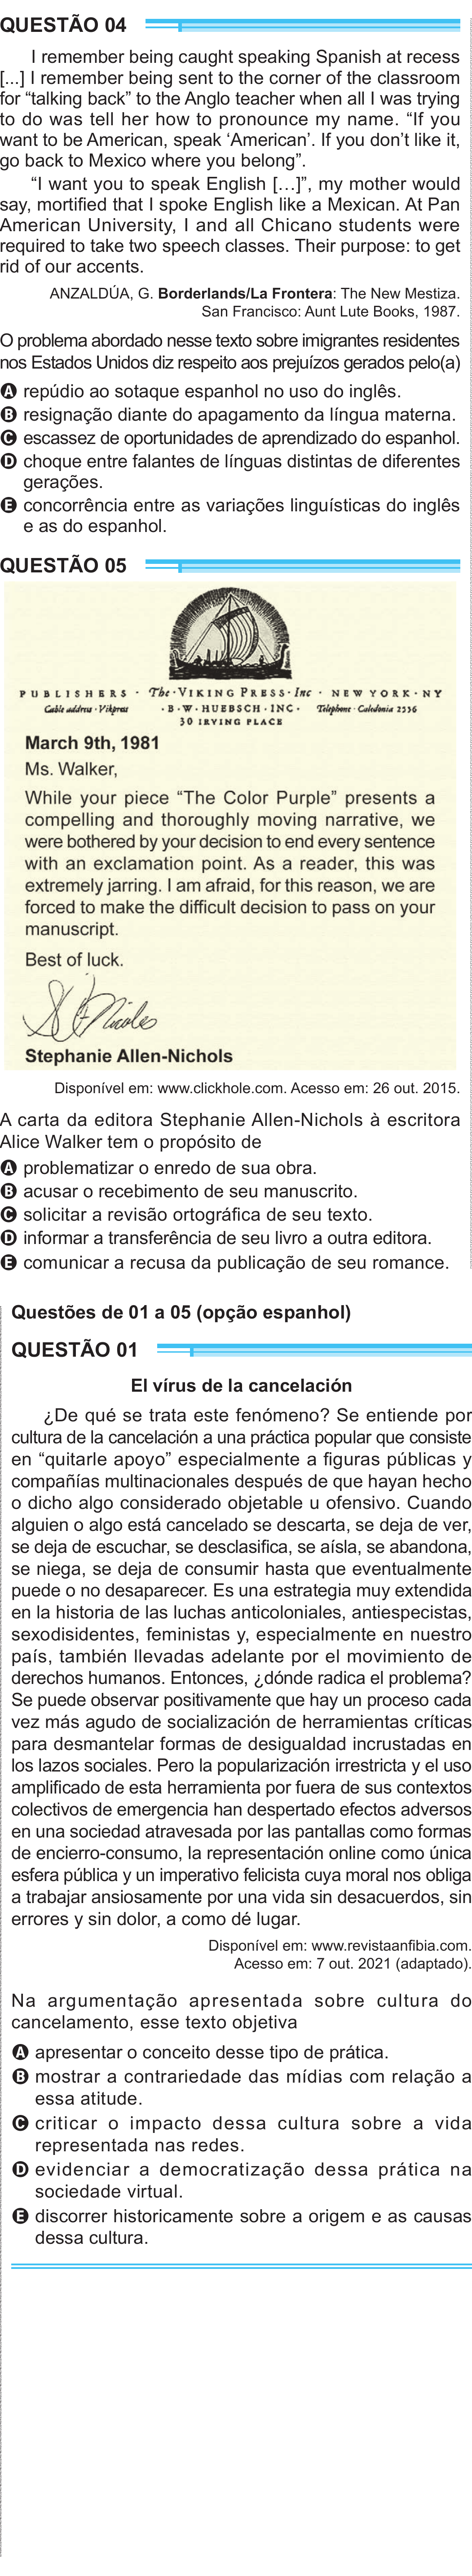 QUESTÃO 04
I remember being caught speaking Spanish at recess
[...] I remember being sent to the corner of the classroom
for “talking back” to the Anglo teacher when all I was trying
to do was tell her how to pronounce my name. “If you
want to be American, speak ‘American’. If you don’t like it,
go back to Mexico where you belong”.
“I want you to speak English […]”, my mother would
say, mortified that I spoke English like a Mexican. At Pan
American University, I and all Chicano students were
required to take two speech classes. Their purpose: to get
rid of our accents.
ANZALDÚA, G. Borderlands/La Frontera: The New Mestiza.
San Francisco: Aunt Lute Books, 1987.
O problema abordado nesse texto sobre imigrantes residentes
nos Estados Unidos diz respeito aos prejuízos gerados pelo(a)
A repúdio ao sotaque espanhol no uso do inglês.
B resignação diante do apagamento da língua materna.
C escassez de oportunidades de aprendizado do espanhol.
D choque entre falantes de línguas distintas de diferentes
gerações.
E concorrência entre as variações linguísticas do inglês
e as do espanhol.
QUESTÃO 05
PUBLISHERS · The · VIKING PRESS · Inc · NEW YORK · NY
Cable address · Vikpress · B · W · HUEBSCH · INC · Telephone · Caledonia 2556
30 IRVING PLACE
March 9th, 1981
Ms. Walker,
While your piece “The Color Purple” presents a
compelling and thoroughly moving narrative, we
were bothered by your decision to end every sentence
with an exclamation point. As a reader, this was
extremely jarring. I am afraid, for this reason, we are
forced to make the difficult decision to pass on your
manuscript.
Best of luck.
Stephanie Allen-Nichols
Disponível em: www.clickhole.com. Acesso em: 26 out. 2015.
A carta da editora Stephanie Allen-Nichols à escritora
Alice Walker tem o propósito de
A problematizar o enredo de sua obra.
B acusar o recebimento de seu manuscrito.
C solicitar a revisão ortográfica de seu texto.
D informar a transferência de seu livro a outra editora.
E comunicar a recusa da publicação de seu romance.
Questões de 01 a 05 (opção espanhol)
QUESTÃO 01
El vírus de la cancelación
¿De qué se trata este fenómeno? Se entiende por
cultura de la cancelación a una práctica popular que consiste
en “quitarle apoyo” especialmente a figuras públicas y
compañías multinacionales después de que hayan hecho
o dicho algo considerado objetable u ofensivo. Cuando
alguien o algo está cancelado se descarta, se deja de ver,
se deja de escuchar, se desclasifica, se aísla, se abandona,
se niega, se deja de consumir hasta que eventualmente
puede o no desaparecer. Es una estrategia muy extendida
en la historia de las luchas anticoloniales, antiespecistas,
sexodisidentes, feministas y, especialmente en nuestro
país, también llevadas adelante por el movimiento de
derechos humanos. Entonces, ¿dónde radica el problema?
Se puede observar positivamente que hay un proceso cada
vez más agudo de socialización de herramientas críticas
para desmantelar formas de desigualdad incrustadas en
los lazos sociales. Pero la popularización irrestricta y el uso
amplificado de esta herramienta por fuera de sus contextos
colectivos de emergencia han despertado efectos adversos
en una sociedad atravesada por las pantallas como formas
de encierro-consumo, la representación online como única
esfera pública y un imperativo felicista cuya moral nos obliga
a trabajar ansiosamente por una vida sin desacuerdos, sin
errores y sin dolor, a como dé lugar.
Disponível em: www.revistaanfibia.com.
Acesso em: 7 out. 2021 (adaptado).
Na argumentação apresentada sobre cultura do
cancelamento, esse texto objetiva
A apresentar o conceito desse tipo de prática.
B mostrar a contrariedade das mídias com relação a
essa atitude.
C criticar o impacto dessa cultura sobre a vida
representada nas redes.
D evidenciar a democratização dessa prática na
sociedade virtual.
E discorrer historicamente sobre a origem e as causas
dessa cultura.